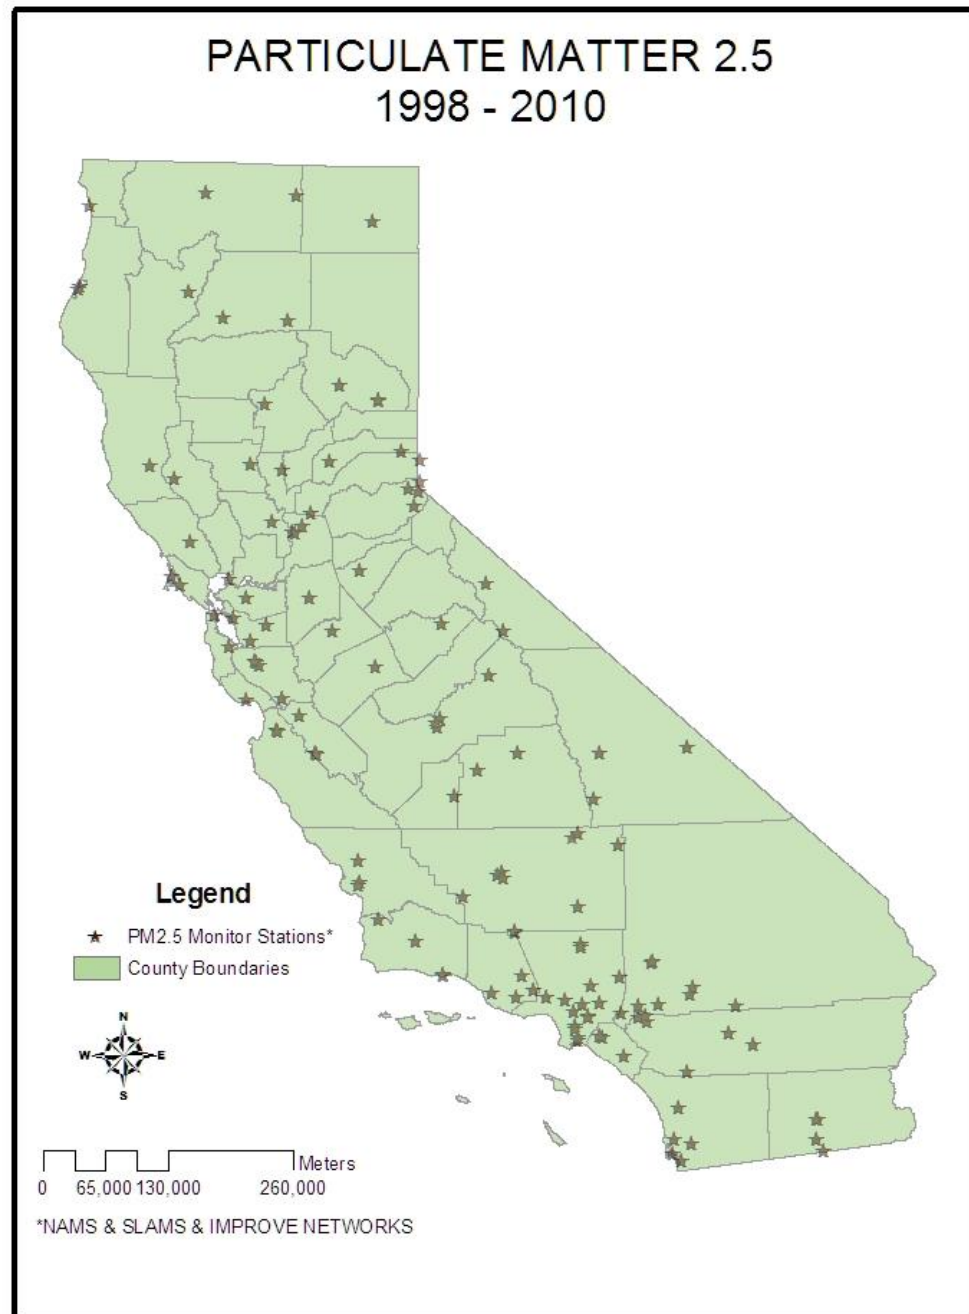 PARTICULATE MATTER 2.5
1998 - 2010
Legend
PM2.5 Monitor Stations*
County Boundaries
N
W E
S
Meters
0 65,000 130,000 260,000
*NAMS & SLAMS & IMPROVE NETWORKS